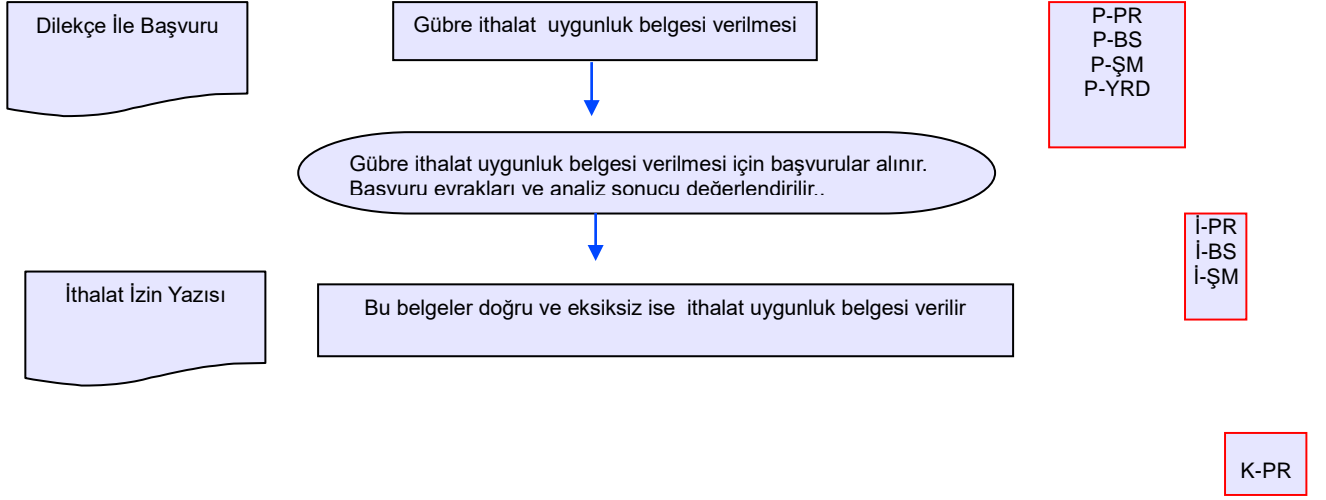 Dilekçe İle Başvuru
Gübre ithalat  uygunluk belgesi verilmesi
P-PR
P-BS
P-ŞM
P-YRD
Gübre ithalat uygunluk belgesi verilmesi için başvurular alınır.
Başvuru evrakları ve analiz sonucu değerlendirilir..
İ-PR
İ-BS
İ-ŞM
İthalat İzin Yazısı
Bu belgeler doğru ve eksiksiz ise  ithalat uygunluk belgesi verilir
K-PR